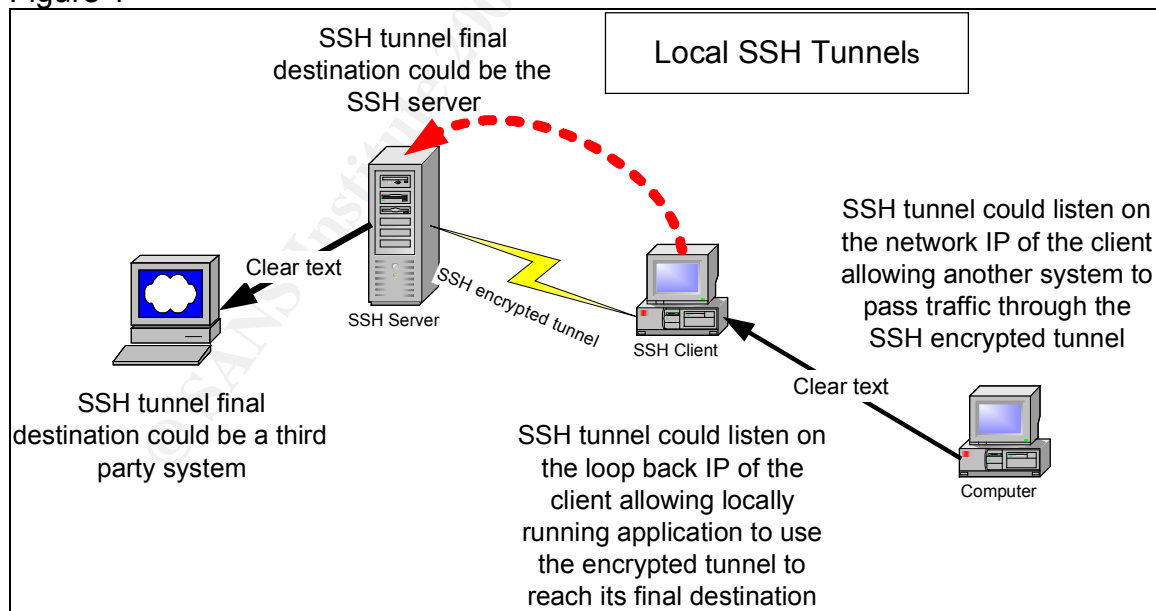 SSH tunnel final
destination could be the
SSH server
Local SSH Tunnels
SSH tunnel could listen on
the network IP of the client
allowing another system to
pass traffic through the
SSH encrypted tunnel
Clear text
SSH Server
SSH encrypted tunnel
SSH Client
Clear text
SSH tunnel final
destination could be a third
party system
SSH tunnel could listen on
the loop back IP of the
client allowing locally
running application to use
the encrypted tunnel to
reach its final destination
Computer
© SANS Institute 200